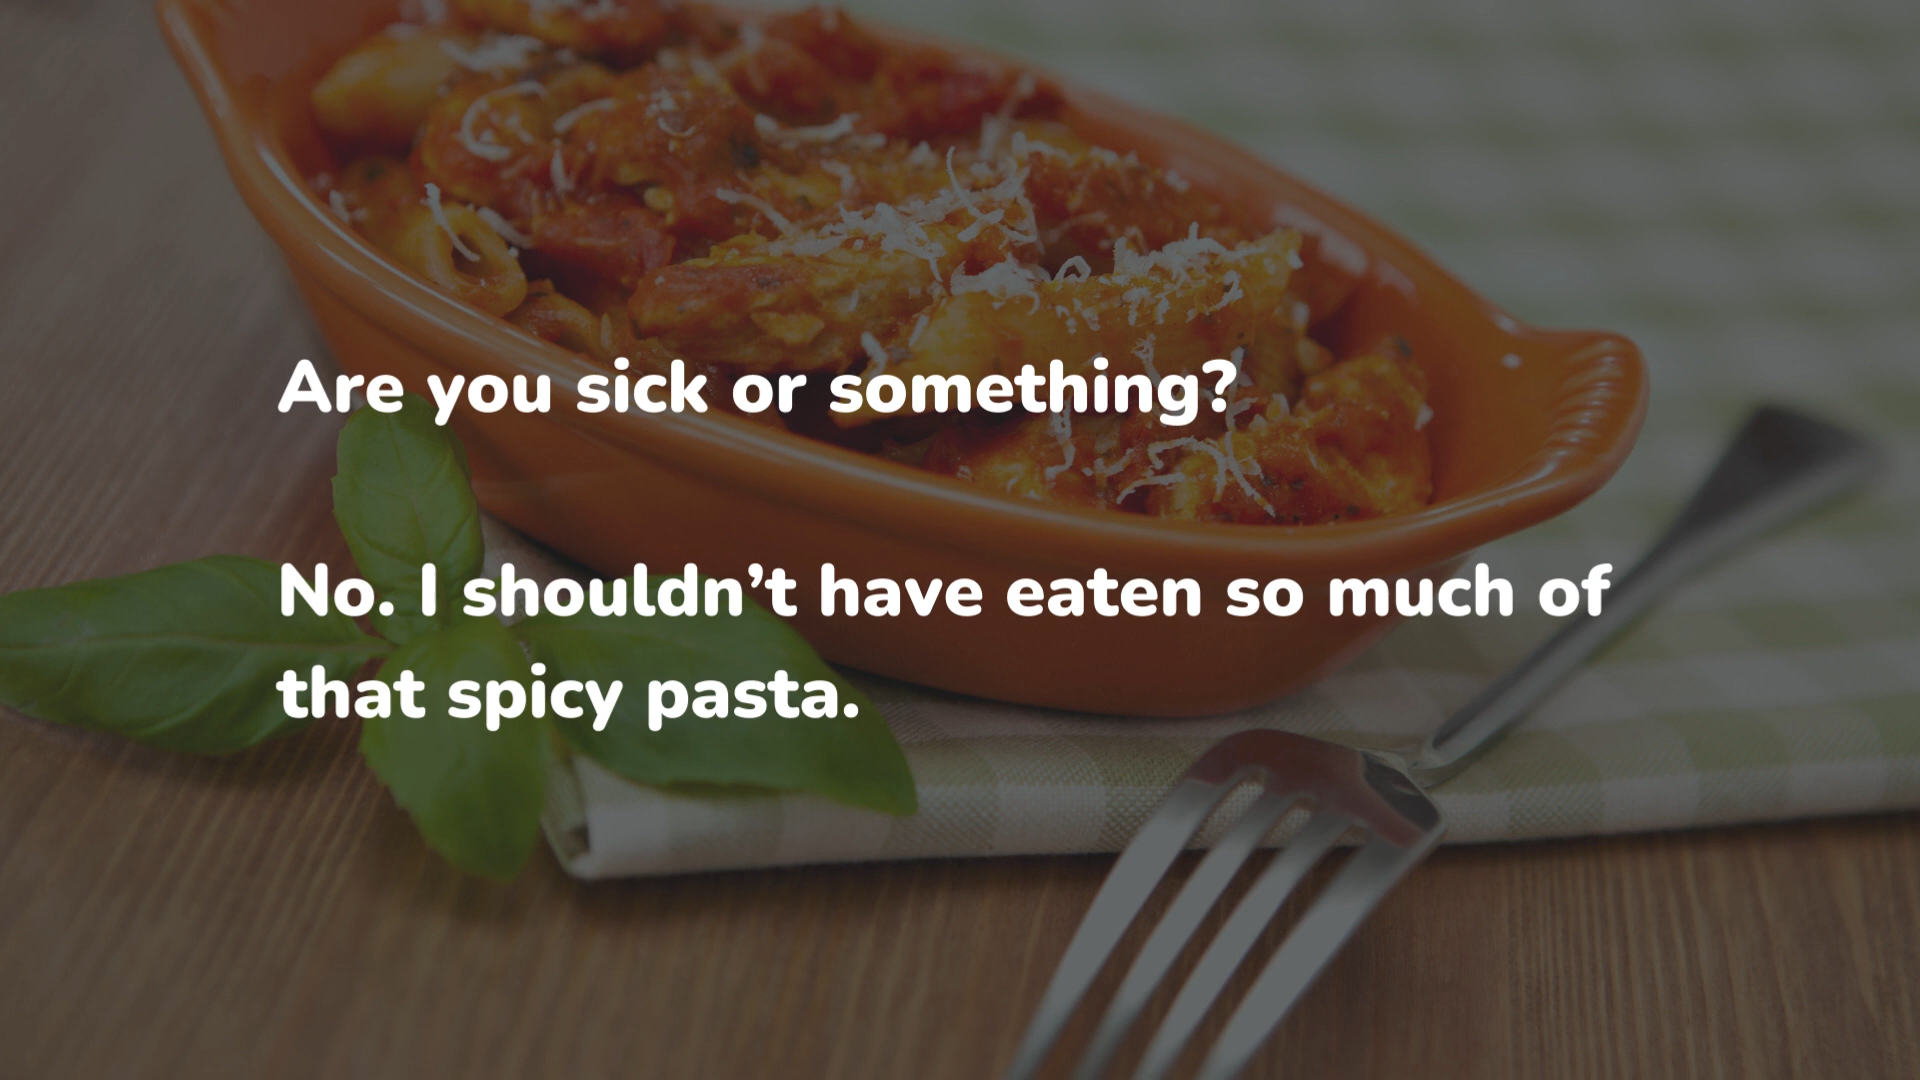 Are you sick or something?
No. I shouldn’t have eaten so much of
that spicy pasta.